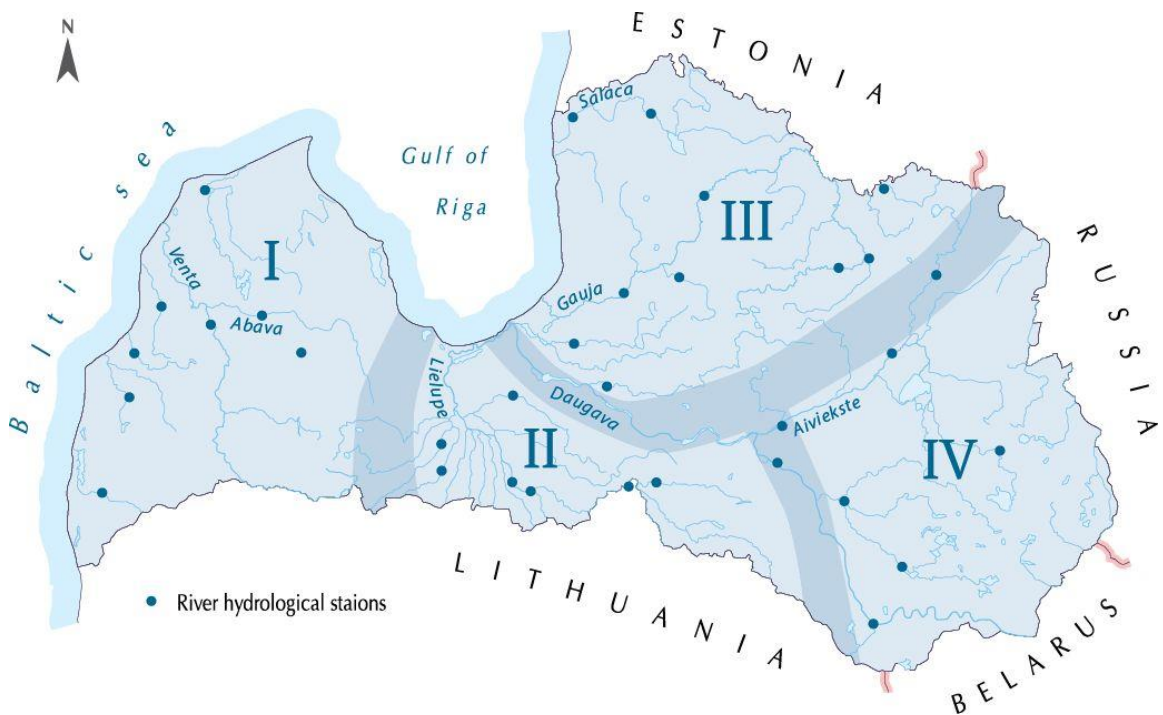 N
ESTONIA
Salaca
Gulf of
Riga
Baltic sea
III
RUSSIA
I
Venta
Gauja
Abava
Lielupe
Daugava
Aiviekste
II
IV
LITHUANIA
River hydrological staions
BELARUS